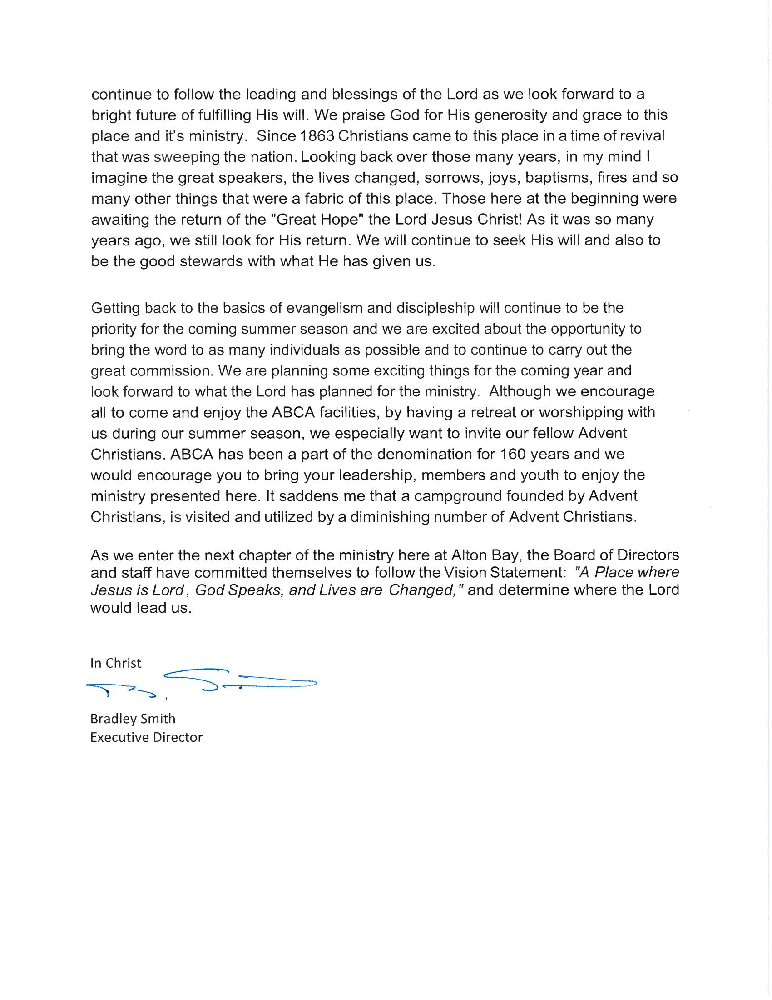 continue to follow the leading and blessings of the Lord as we look forward to a
bright future of fulfilling His will. We praise God for His generosity and grace to this
place and it's ministry.  Since 1863 Christians came to this place in a time of revival
that was sweeping the nation. Looking back over those many years, in my mind I
imagine the great speakers, the lives changed, sorrows, joys, baptisms, fires and so
many other things that were a fabric of this place. Those here at the beginning were
awaiting the return of the "Great Hope" the Lord Jesus Christ! As it was so many
years ago, we still look for His return. We will continue to seek His will and also to
be the good stewards with what He has given us.

Getting back to the basics of evangelism and discipleship will continue to be the
priority for the coming summer season and we are excited about the opportunity to
bring the word to as many individuals as possible and to continue to carry out the
great commission. We are planning some exciting things for the coming year and
look forward to what the Lord has planned for the ministry.  Although we encourage
all to come and enjoy the ABCA facilities, by having a retreat or worshipping with
us during our summer season, we especially want to invite our fellow Advent
Christians. ABCA has been a part of the denomination for 160 years and we
would encourage you to bring your leadership, members and youth to enjoy the
ministry presented here. It saddens me that a campground founded by Advent
Christians, is visited and utilized by a diminishing number of Advent Christians.

As we enter the next chapter of the ministry here at Alton Bay, the Board of Directors
and staff have committed themselves to follow the Vision Statement:  "A Place where
Jesus is Lord, God Speaks, and Lives are Changed," and determine where the Lord
would lead us.

In Christ
Bradley Smith
Executive Director